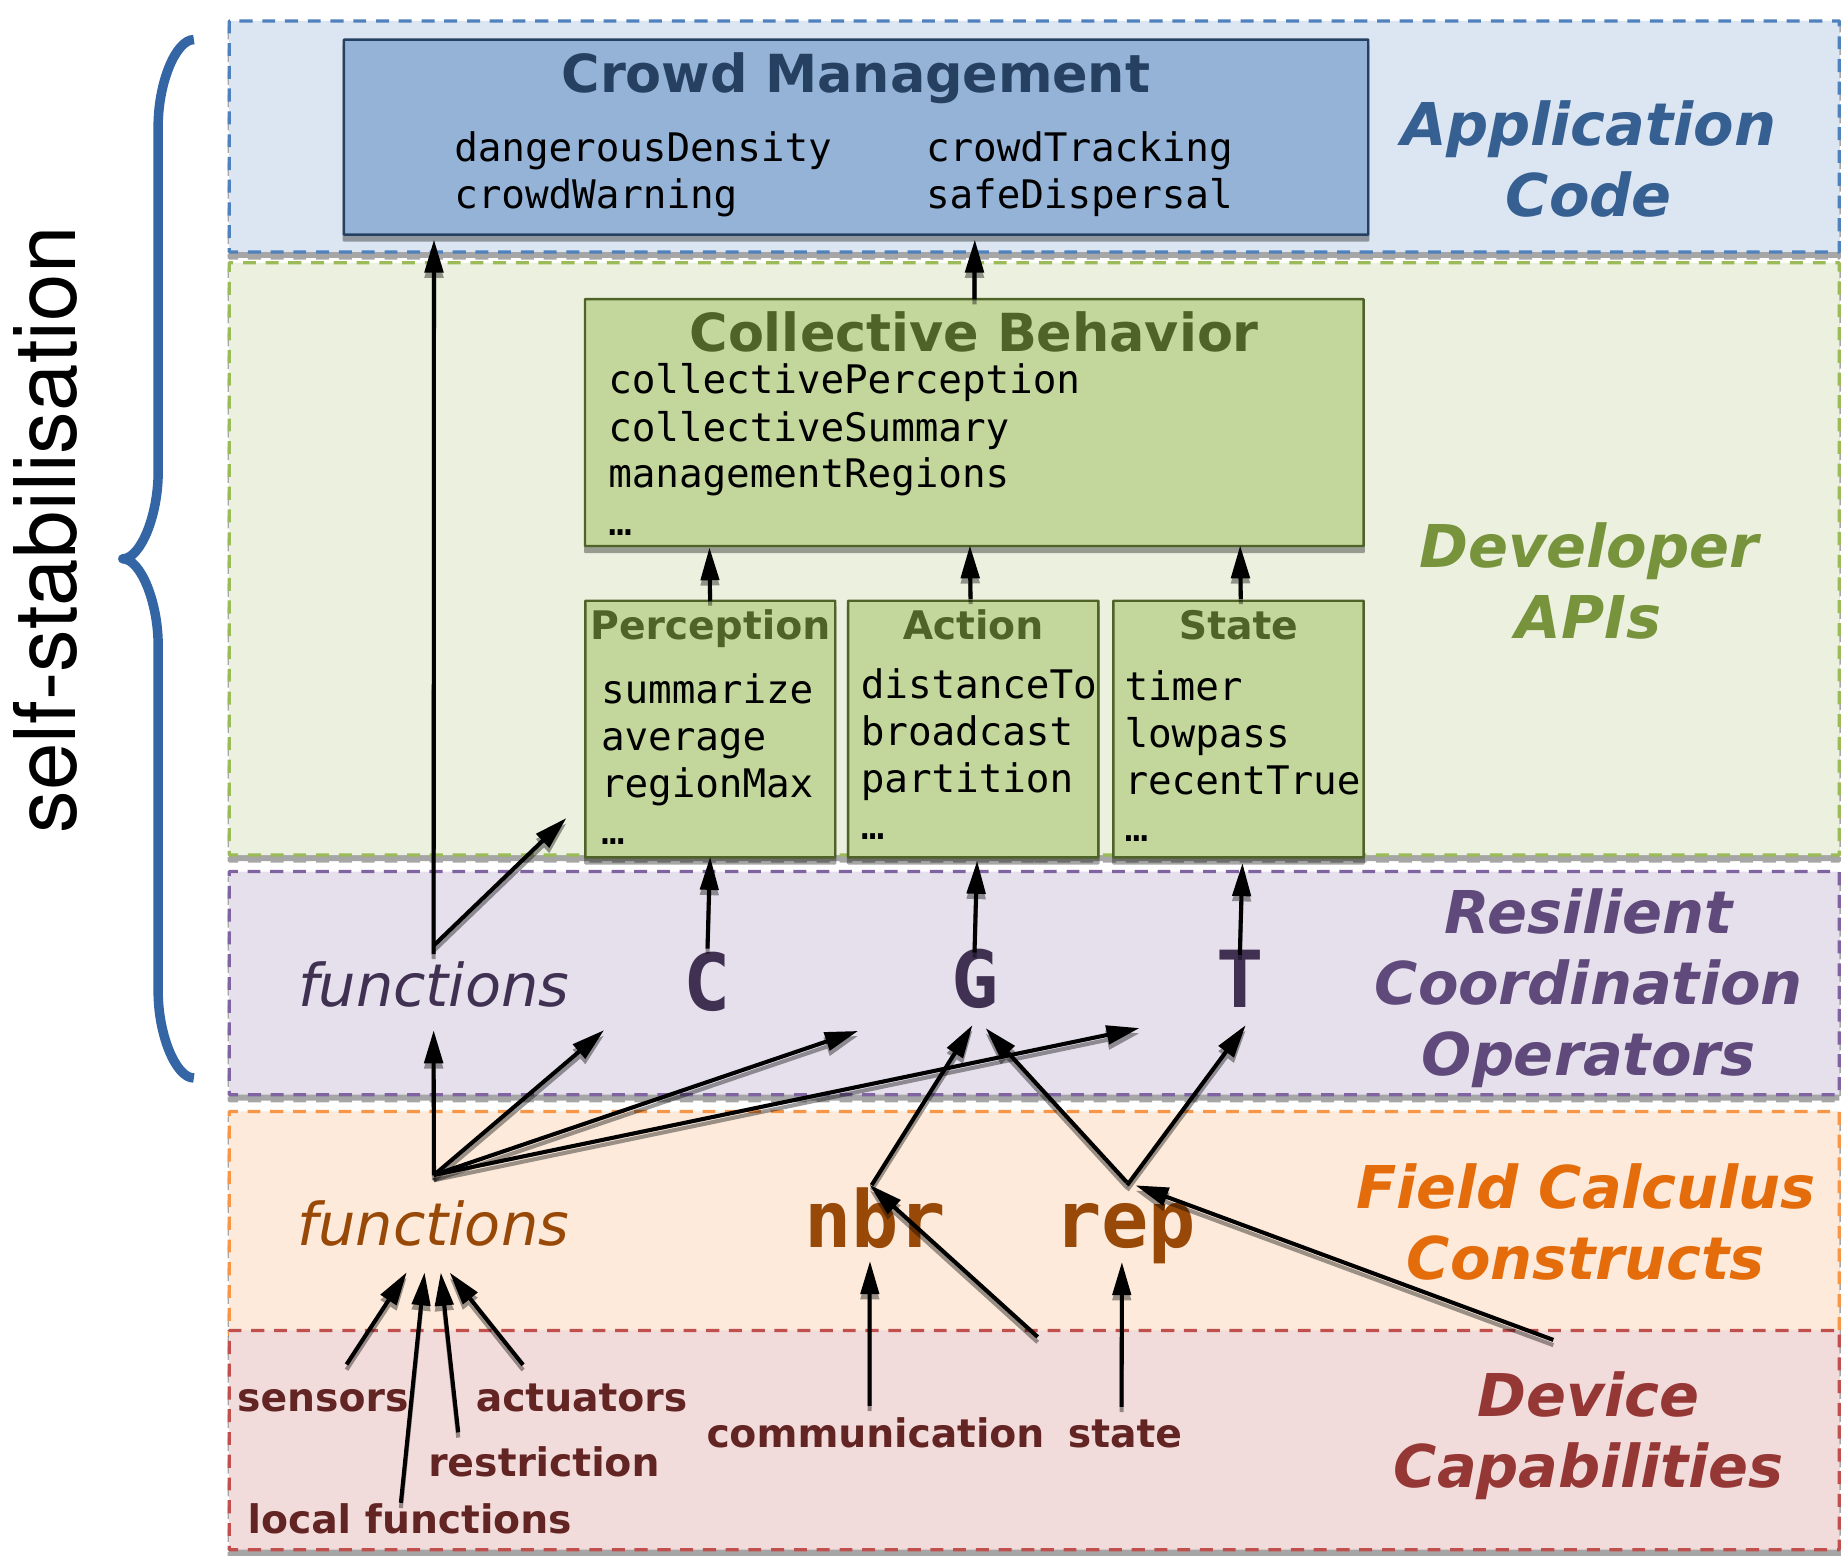 self-stabilisation
Crowd Management
dangerousDensity crowdTracking
crowdWarning safeDispersal
Application
Code
Collective Behavior
collectivePerception
collectiveSummary
managementRegions
…
Developer
APIs
Perception
summarize
average
regionMax
…
Action
distanceTo
broadcast
partition
…
State
timer
lowpass
recentTrue
…
functions C G T
Resilient
Coordination
Operators
functions nbr rep
Field Calculus
Constructs
sensors actuators
communication state
restriction
local functions
Device
Capabilities